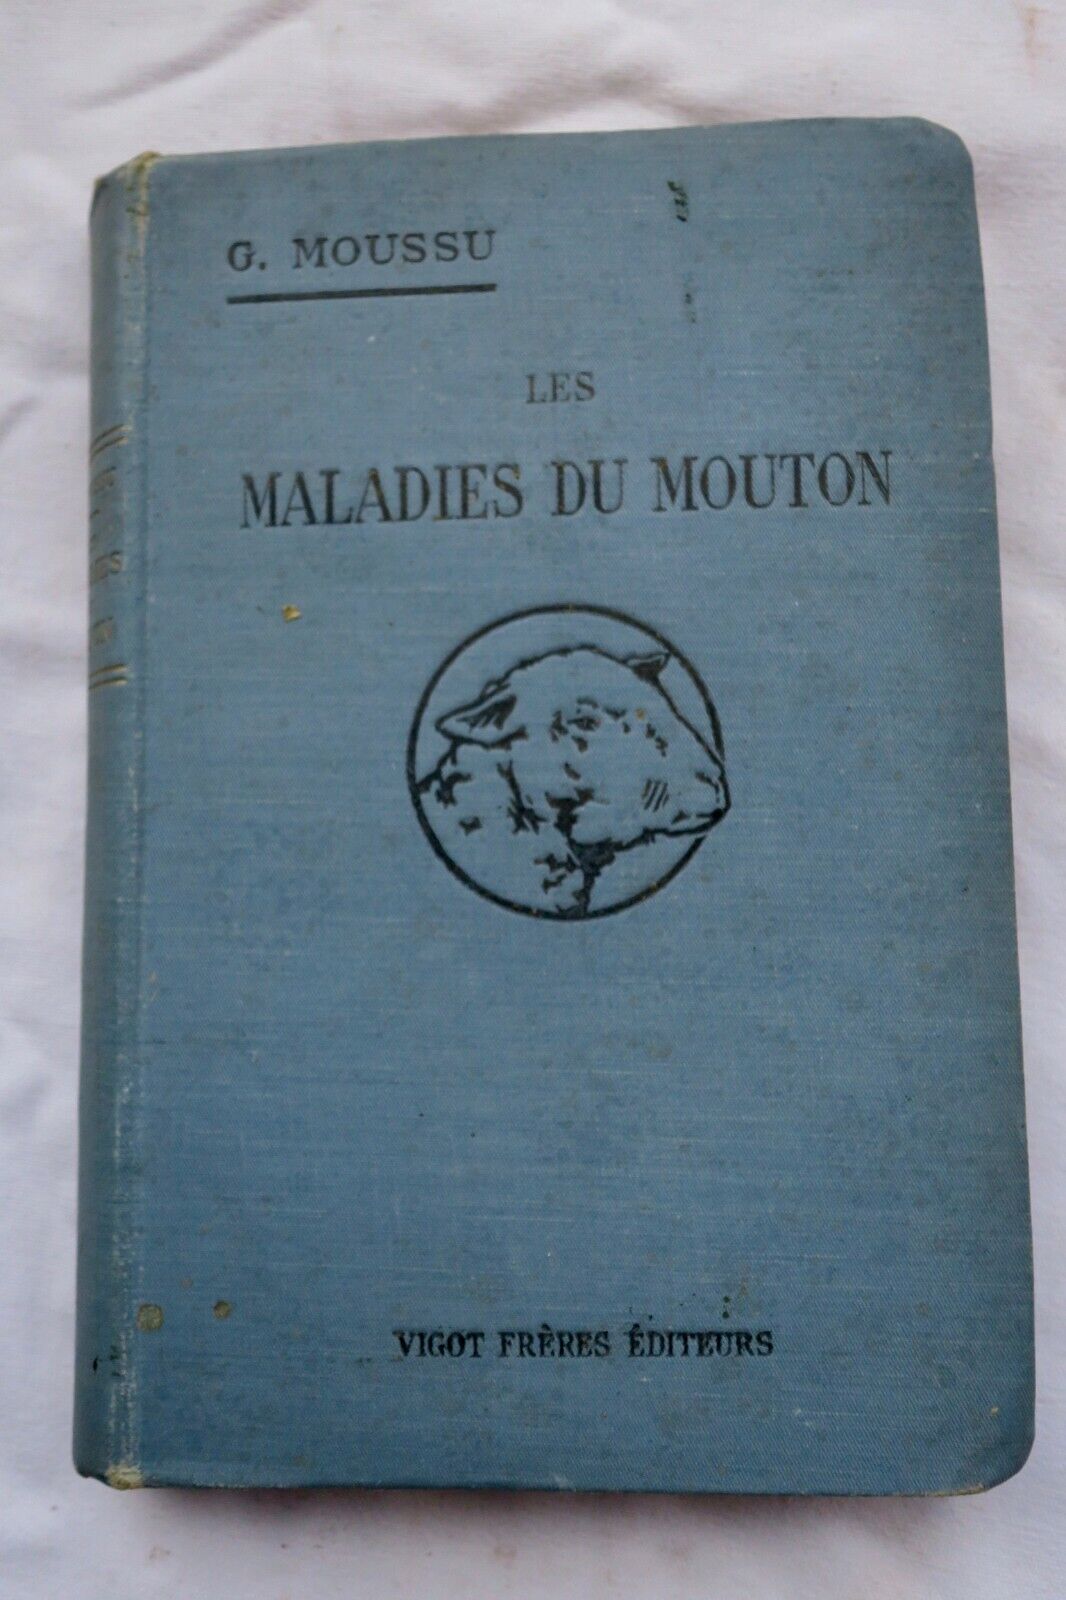 G. MOUSSU
LES
MALADIES DU MOUTON
VIGOT FRÈRES ÉDITEURS